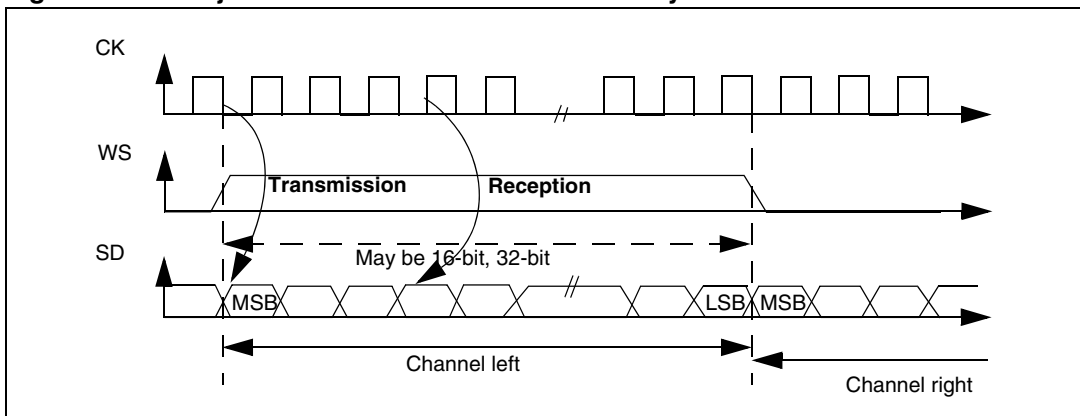 CK
WS
Transmission
Reception
SD
May be 16-bit, 32-bit
MSB
LSB
MSB
Channel left
Channel right